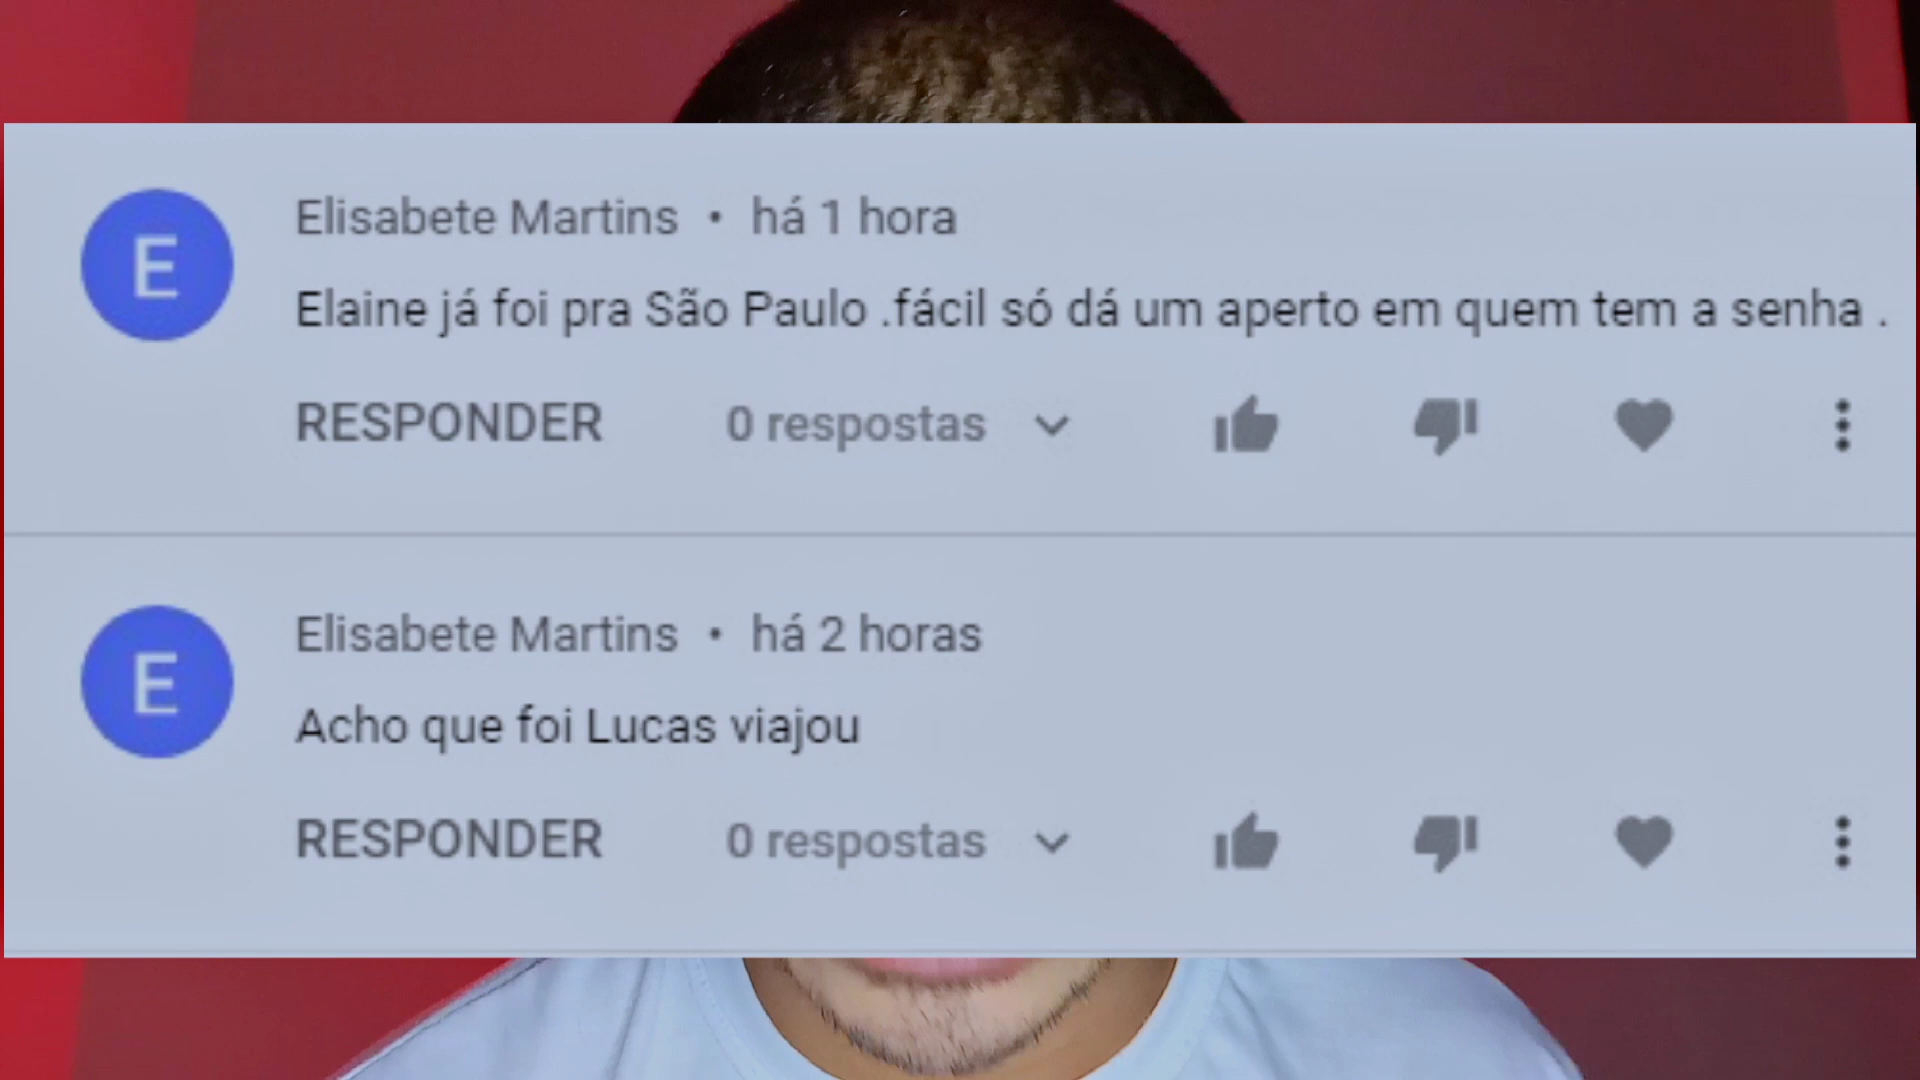 E
Elisabete Martins • há 1 hora
Elaine já foi pra São Paulo .fácil só dá um aperto em quem tem a senha .
RESPONDER 0 respostas
E
Elisabete Martins • há 2 horas
Acho que foi Lucas viajou
RESPONDER 0 respostas